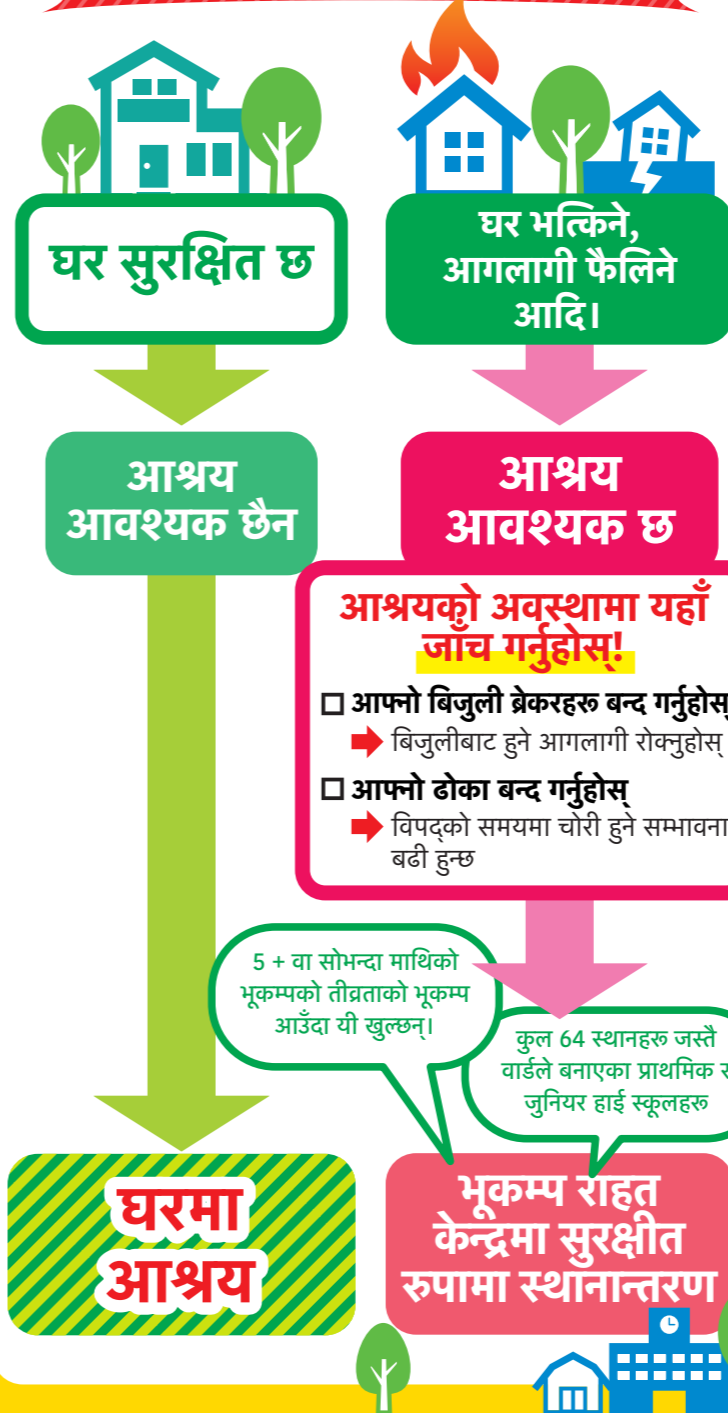 घर सुरक्षित छ
घर भत्किने,
आगलागी फैलिने
आदि।
आश्रय
आवश्यक छैन
आश्रय
आवश्यक छ
आश्रयको अवस्थामा यहाँ
जाँच गर्नुहोस्!
□ आफ्नो बिजुली ब्रेकरहरू बन्द गर्नुहोस्
बिजुलीबाट हुने आगलागी रोक्नुहोस्
□ आफ्नो ढोका बन्द गर्नुहोस्
विपद्को समयमा चोरी हुने सम्भावना
बढी हुन्छ
5 + वा सोभन्दा माथिको
भूकम्पको तीव्रताको भूकम्प
आउँदा यी खुल्छन्।
कुल 64 स्थानहरू जस्तै
वार्डले बनाएका प्राथमिक
जुनियर हाई स्कूलहरू
घरमा
आश्रय
भूकम्प राहत
केन्द्रमा सुरक्षीत
रुपामा स्थानान्तरण